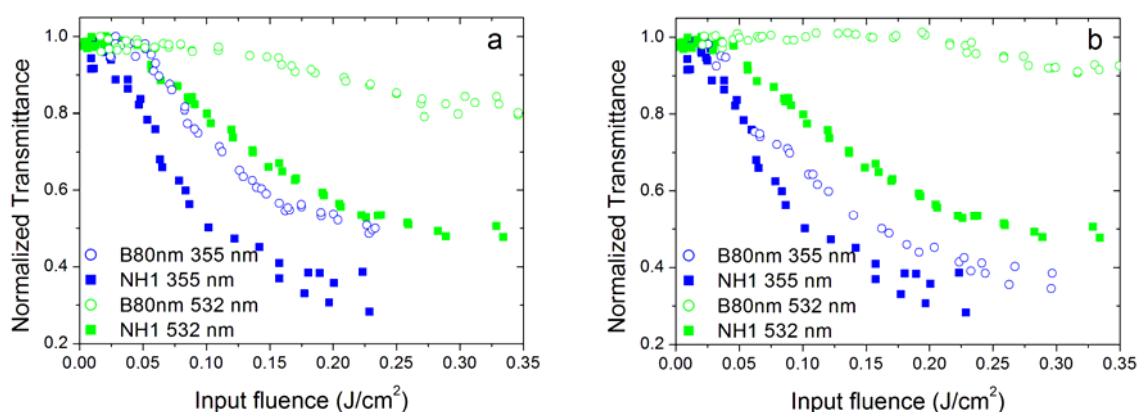 a
1.0
0.8
0.6
0.4
0.2
Normalized Transmittance
B80nm 355 nm
NH1 355 nm
B80nm 532 nm
NH1 532 nm
0.00 0.05 0.10 0.15 0.20 0.25 0.30 0.35
Input fluence (J/cm²)
b
1.0
0.8
0.6
0.4
0.2
Normalized Transmittance
B80nm 355 nm
NH1 355 nm
B80nm 532 nm
NH1 532 nm
0.00 0.05 0.10 0.15 0.20 0.25 0.30 0.35
Input fluence (J/cm²)